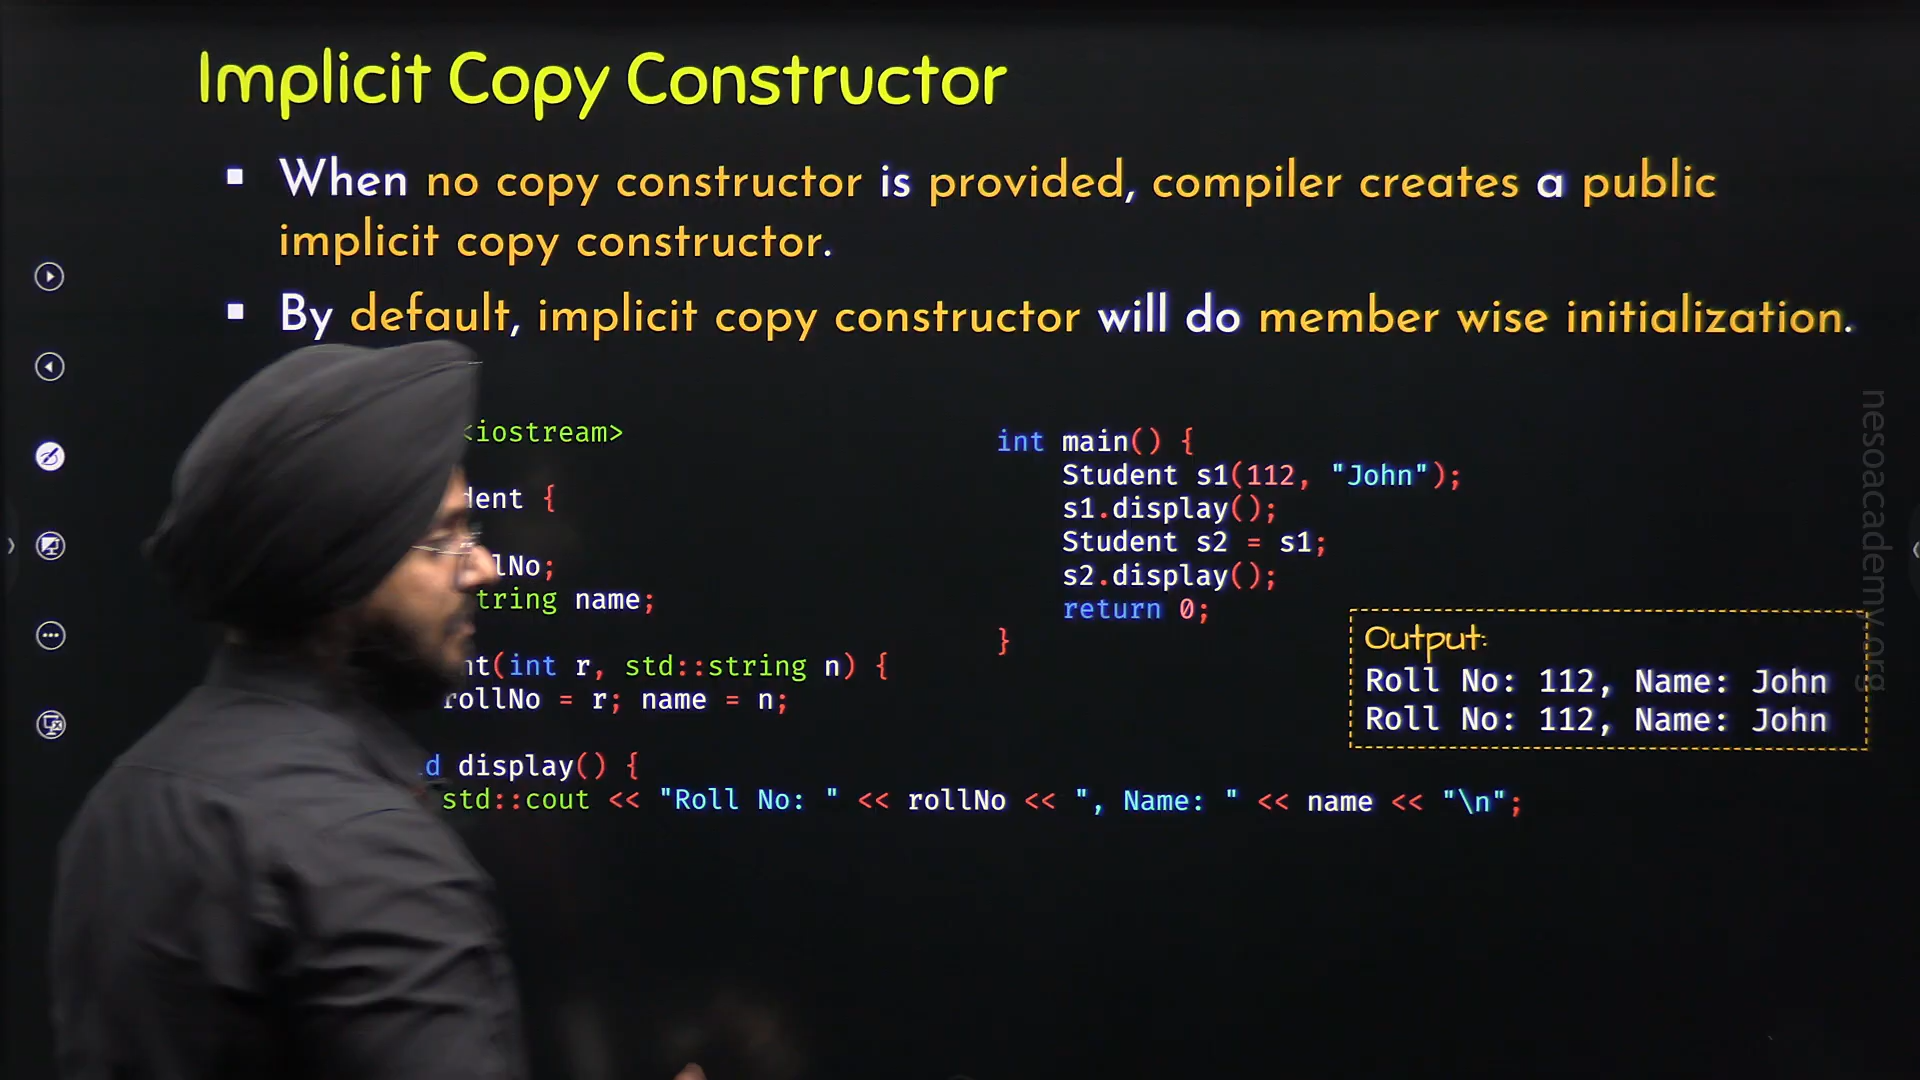 Implicit Copy Constructor
▪ When no copy constructor is provided, compiler creates a public
implicit copy constructor.
▪ By default, implicit copy constructor will do member wise initialization.
<iostream>
dent {
lNo;
tring name;
nt(int r, std::string n) {
rollNo = r; name = n;
d display() {
std::cout << "Roll No: " << rollNo << ", Name: " << name << "\n";
int main() {
Student s1(112, "John");
s1.display();
Student s2 = s1;
s2.display();
return 0;
}
Output:
Roll No: 112, Name: John
Roll No: 112, Name: John
nesoacademy.org